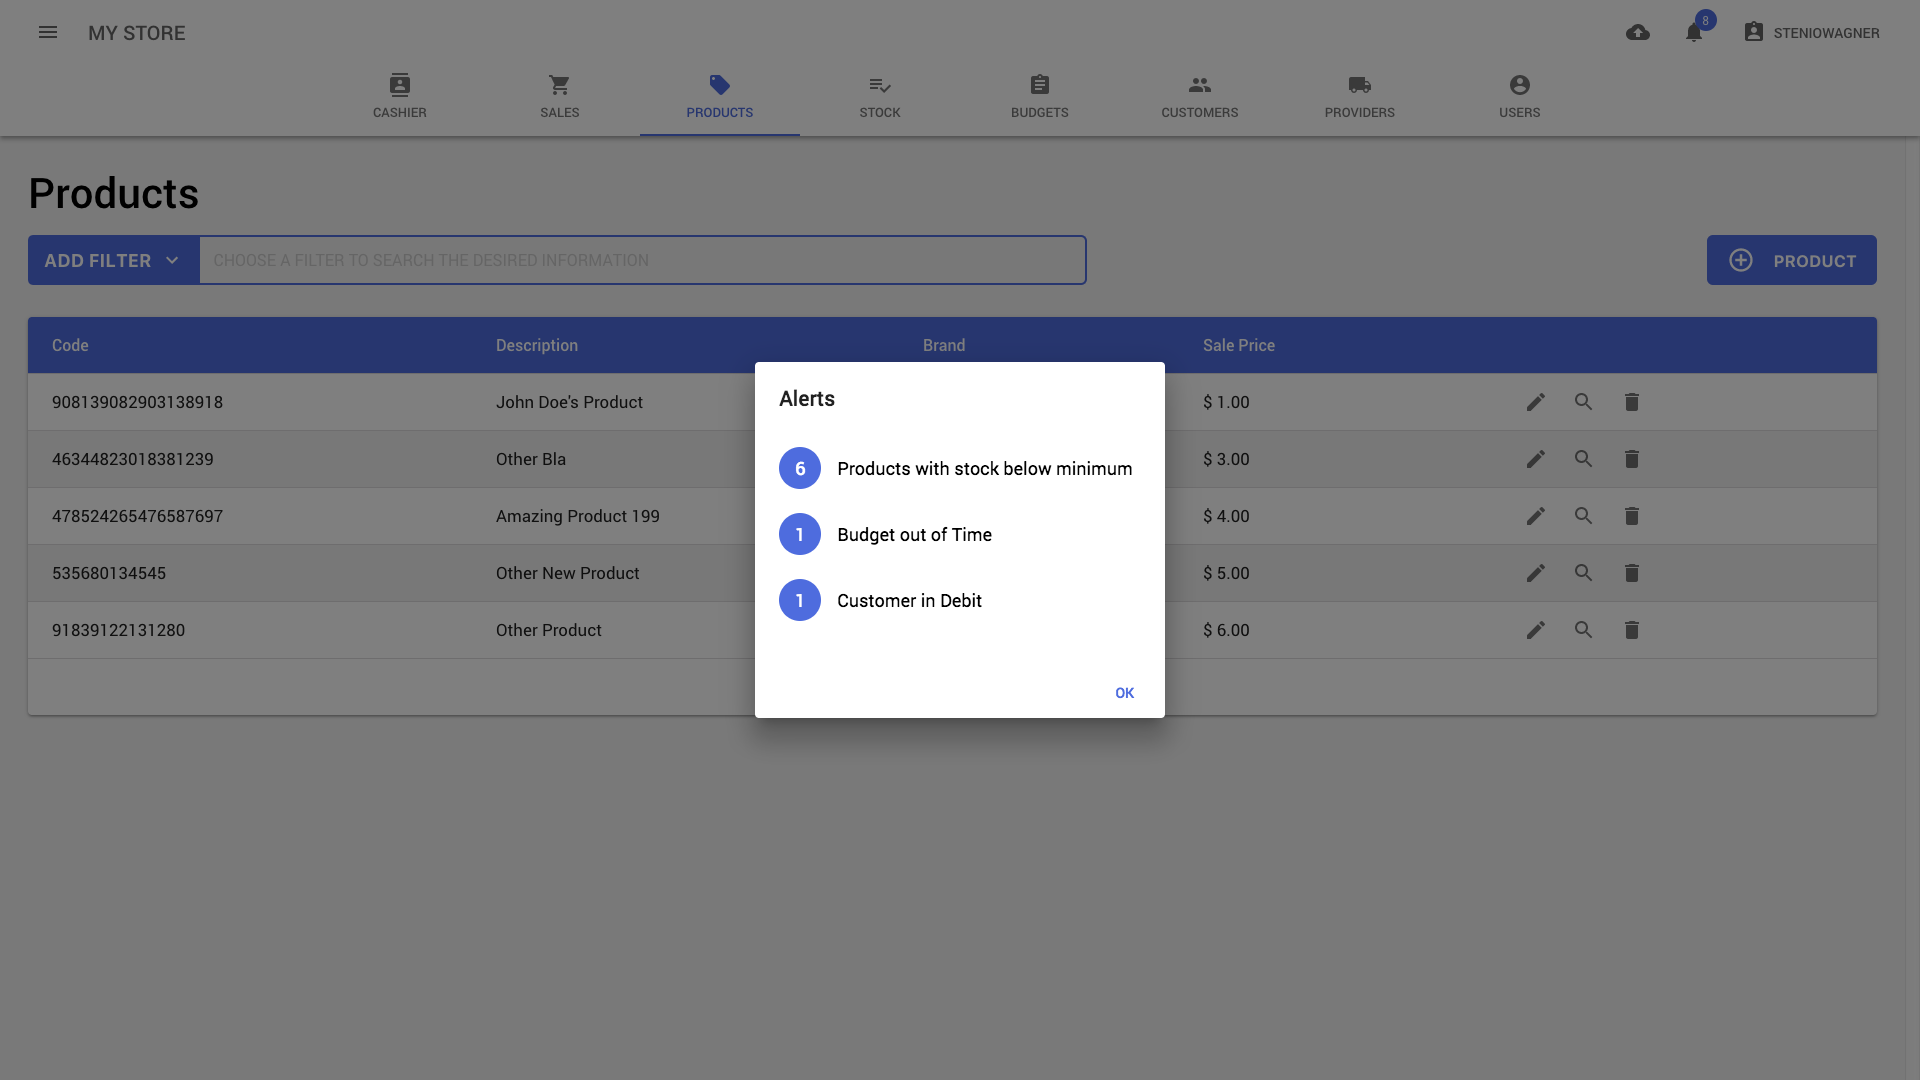 MY STORE
8
STENIOWAGNER
CASHIER
SALES
PRODUCTS
STOCK
BUDGETS
CUSTOMERS
PROVIDERS
USERS
Products
ADD FILTER
CHOOSE A FILTER TO SEARCH THE DESIRED INFORMATION
PRODUCT
Code Description Brand Sale Price
908139082903138918 John Doe's Product $ 1.00
46344823018381239 Other Bla $ 3.00
478524265476587697 Amazing Product 199 $ 4.00
535680134545 Other New Product $ 5.00
91839122131280 Other Product $ 6.00
Alerts
6 Products with stock below minimum
1 Budget out of Time
1 Customer in Debit
OK